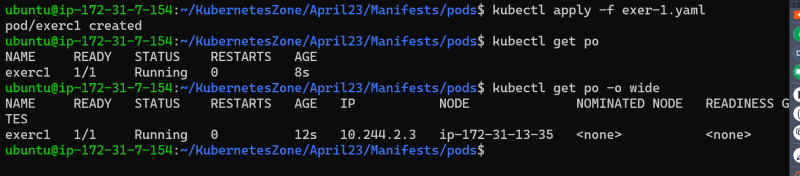 ubuntu@ip-172-31-7-154:~/KubernetesZone/April23/Manifests/pods$ kubectl apply -f exer-1.yaml
pod/exerc1 created
ubuntu@ip-172-31-7-154:~/KubernetesZone/April23/Manifests/pods$ kubectl get po
NAME     READY   STATUS    RESTARTS   AGE
exerc1   1/1     Running   0          8s
ubuntu@ip-172-31-7-154:~/KubernetesZone/April23/Manifests/pods$ kubectl get po -o wide
NAME     READY   STATUS    RESTARTS   AGE   IP           NODE              NOMINATED NODE   READINESS G
TES
exerc1   1/1     Running   0          12s   10.244.2.3   ip-172-31-13-35   <none>           <none>
ubuntu@ip-172-31-7-154:~/KubernetesZone/April23/Manifests/pods$